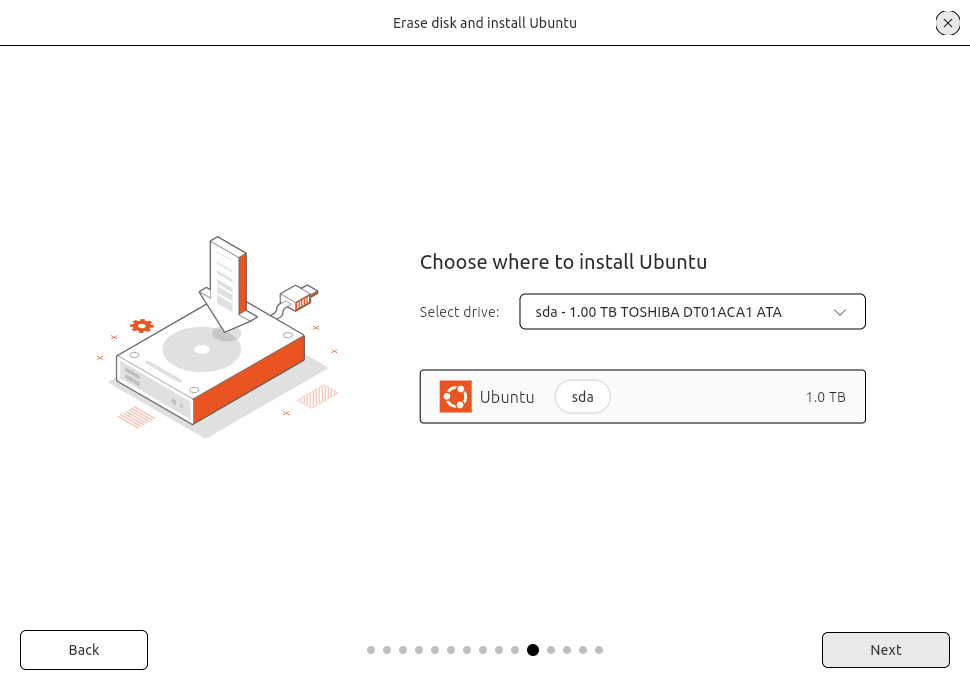 Erase disk and install Ubuntu
Choose where to install Ubuntu
Select drive: sda - 1.00 TB TOSHIBA DT01ACA1 ATA
Ubuntu sda 1.0 TB
Back Next